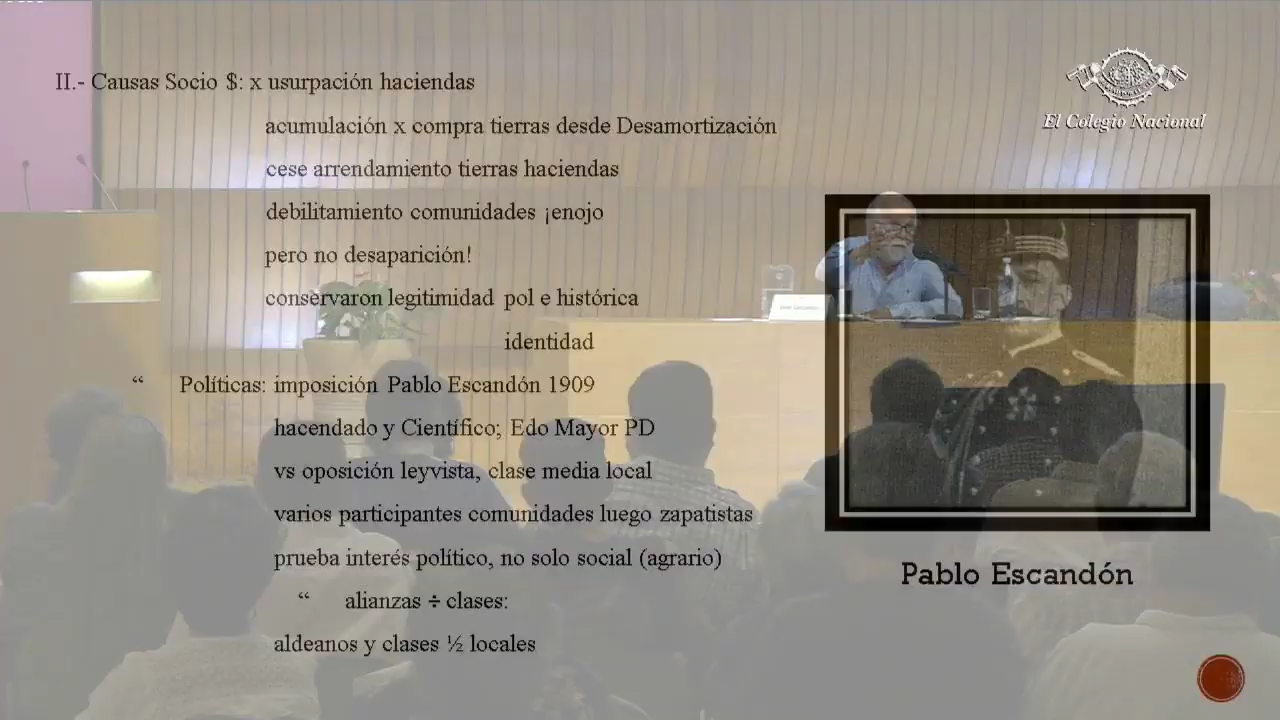 II.- Causas Socio $: x usurpación haciendas
acumulación x compra tierras desde Desamortización
cese arrendamiento tierras haciendas
debilitamiento comunidades ¡enojo
pero no desaparición!
conservaron legitimidad pol e histórica
identidad
“ Políticas: imposición Pablo Escandón 1909
hacendado y Científico; Edo Mayor PD
vs oposición leyvista, clase media local
varios participantes comunidades luego zapatistas
prueba interés político, no solo social (agrario)
“ alianzas ÷ clases:
aldeanos y clases ½ locales
El Colegio Nacional
Pablo Escandón